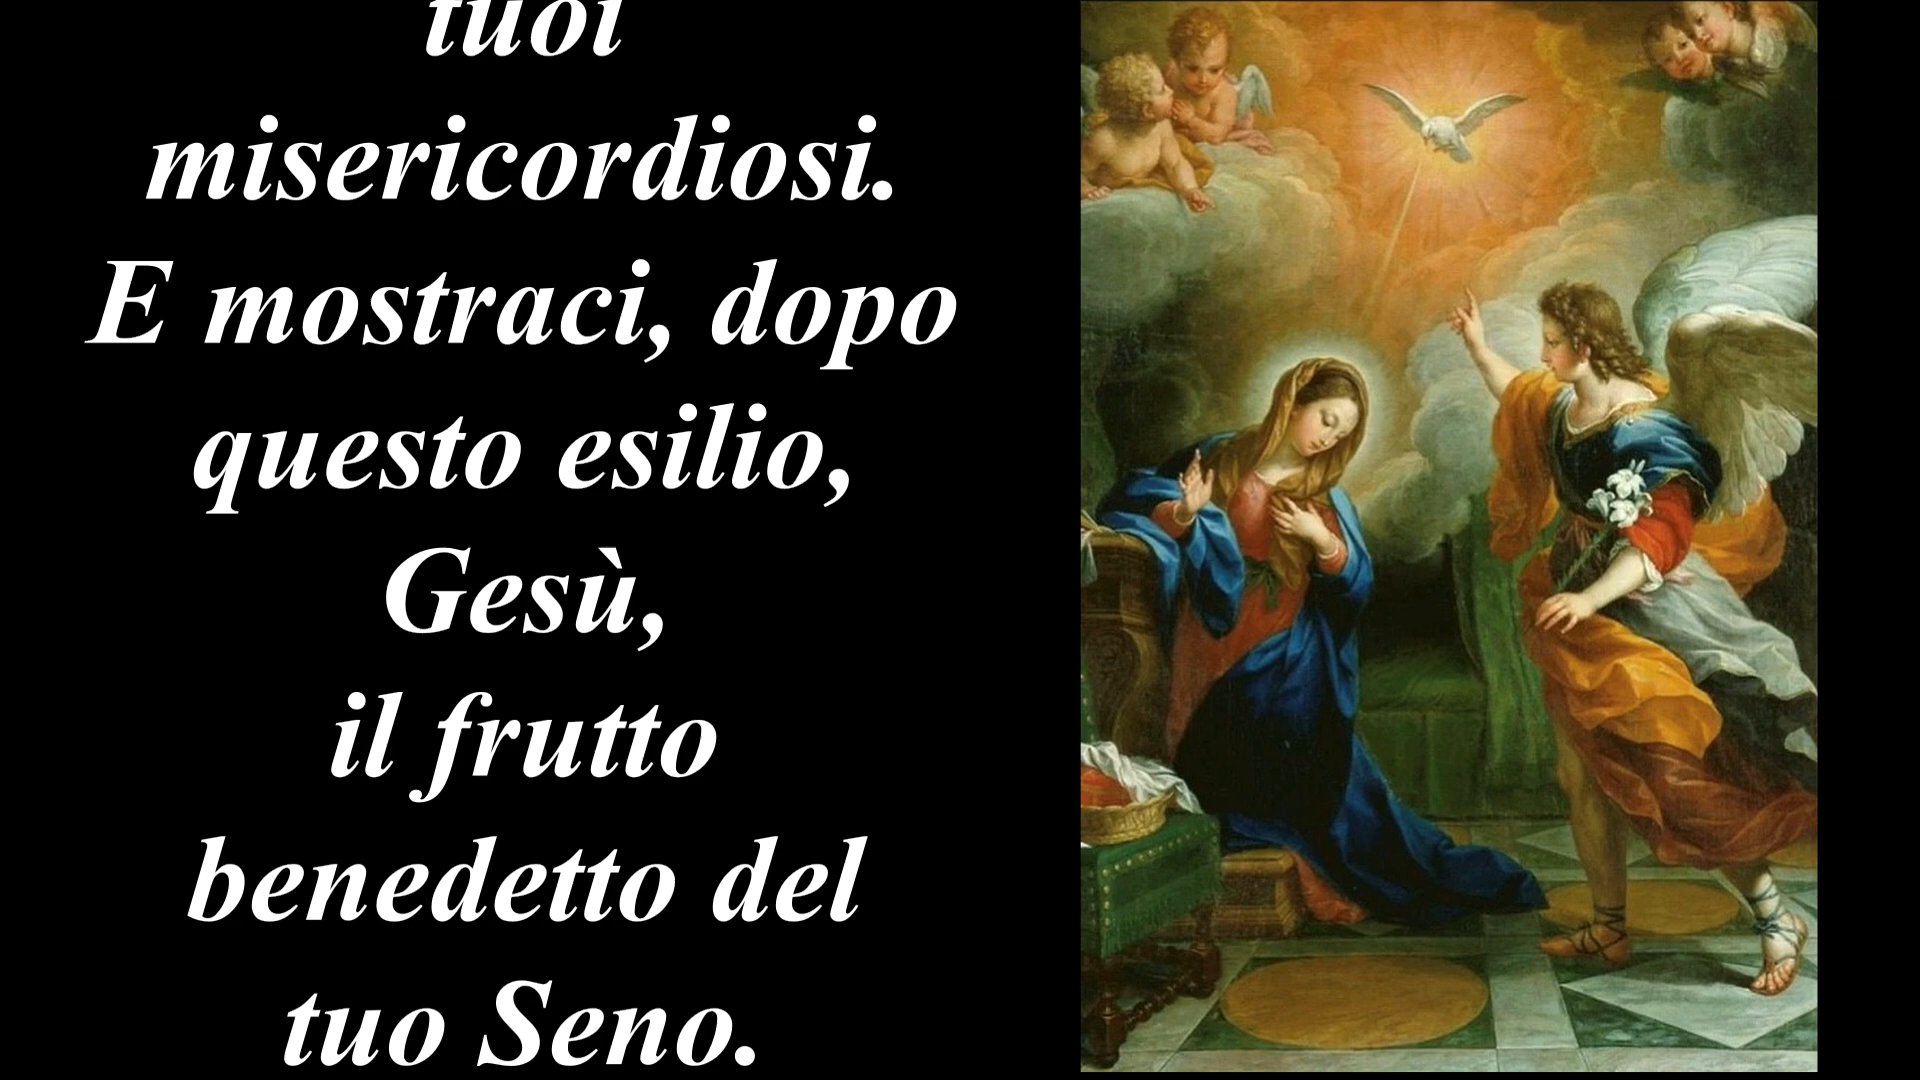 tuoi
misericordiosi.
E mostraci, dopo
questo esilio,
Gesù,
il frutto
benedetto del
tuo Seno.